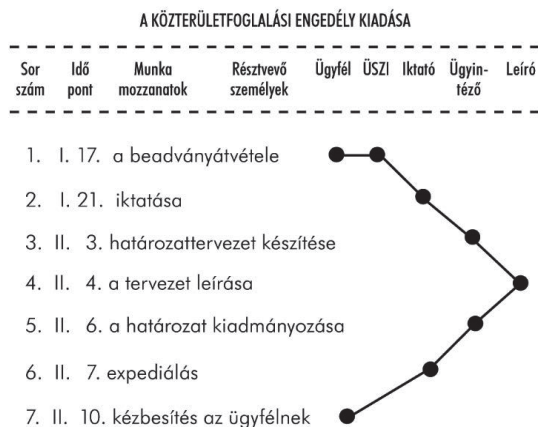 A KÖZTERÜLETFOGLALÁSI ENGEDÉLY KIADÁSA
Sor szám Idő pont Munka mozzanatok Résztvevő személyek Ügyfél ÜSZI Iktató Ügyin- téző Leíró
1. I. 17. a beadványátvétele
2. I. 21. iktatása
3. II. 3. határozattervezet készítése
4. II. 4. a tervezet leírása
5. II. 6. a határozat kiadmányozása
6. II. 7. expediálás
7. II. 10. kézbesítés az ügyfélnek